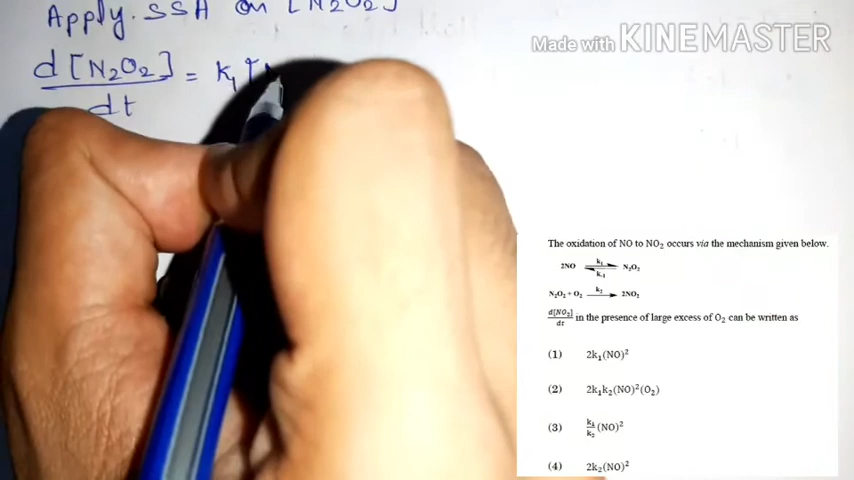 Apply. SSA on [N2O2]
d[N2O2] = k1 [
dt
Made with KINEMASTER
The oxidation of NO to NO2 occurs via the mechanism given below.
2NO k1 k-1 N2O2
N2O2 + O2 k2 2NO2
d[NO2]/dt in the presence of large excess of O2 can be written as
(1) 2k1(NO)2
(2) 2k1k2(NO)2(O2)
(3) k1/k2 (NO)2
(4) 2k2(NO)2